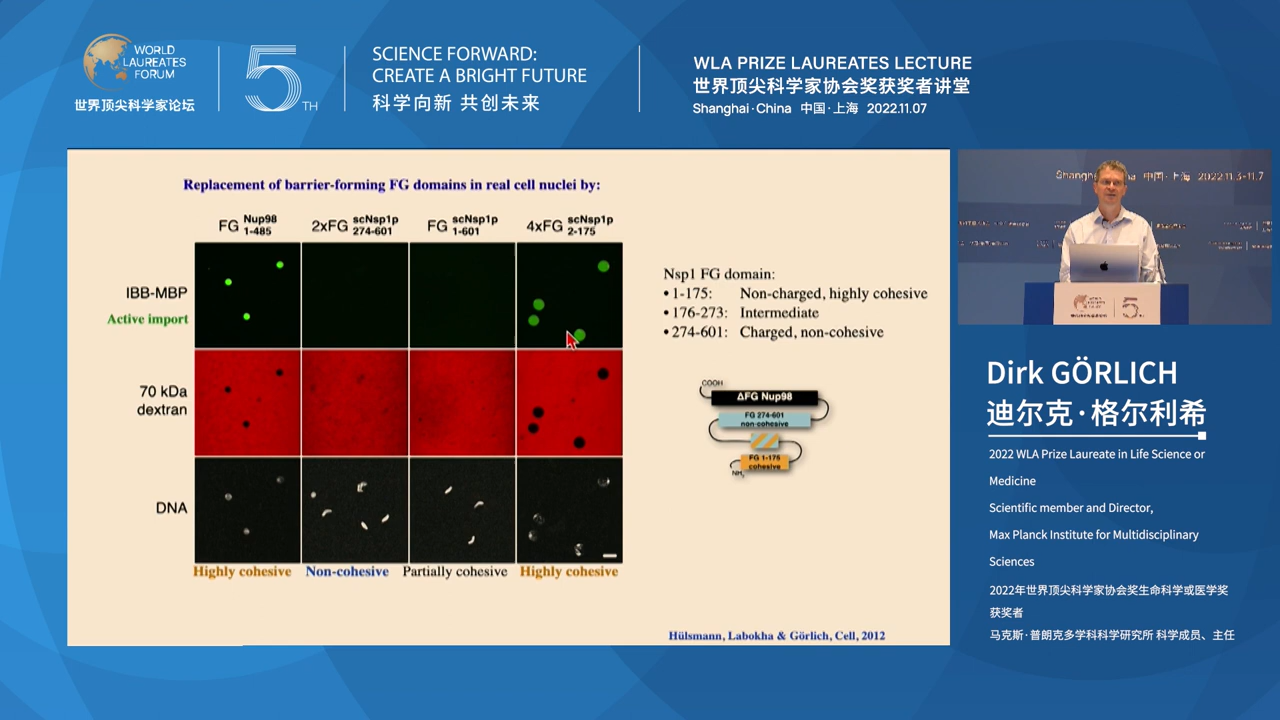 WORLD
LAUREATES
FORUM
世界顶尖科学家论坛
5TH
SCIENCE FORWARD:
CREATE A BRIGHT FUTURE
科学向新 共创未来
WLA PRIZE LAUREATES LECTURE
世界顶尖科学家协会奖获奖者讲堂
Shanghai·China 中国·上海 2022.11.07
Replacement of barrier-forming FG domains in real cell nuclei by:
FG Nup98 1-485
2xFG scNsp1p 274-601
FG scNsp1p 1-601
4xFG scNsp1p 2-175
IBB-MBP
Active import
70 kDa
dextran
DNA
Highly cohesive
Non-cohesive
Partially cohesive
Highly cohesive
Nsp1 FG domain:
• 1-175: Non-charged, highly cohesive
• 176-273: Intermediate
• 274-601: Charged, non-cohesive
COOH
ΔFG Nup98
FG 274-601
non-cohesive
FG 1-175
cohesive
NH2
Hülsmann, Labokha & Görlich, Cell, 2012
中国·上海 2022.11.3-11.7
Dirk GÖRLICH
迪尔克·格尔利希
2022 WLA Prize Laureate in Life Science or
Medicine
Scientific member and Director,
Max Planck Institute for Multidisciplinary
Sciences
2022年世界顶尖科学家协会奖生命科学或医学奖
获奖者
马克斯·普朗克多学科科学研究所 科学成员、主任